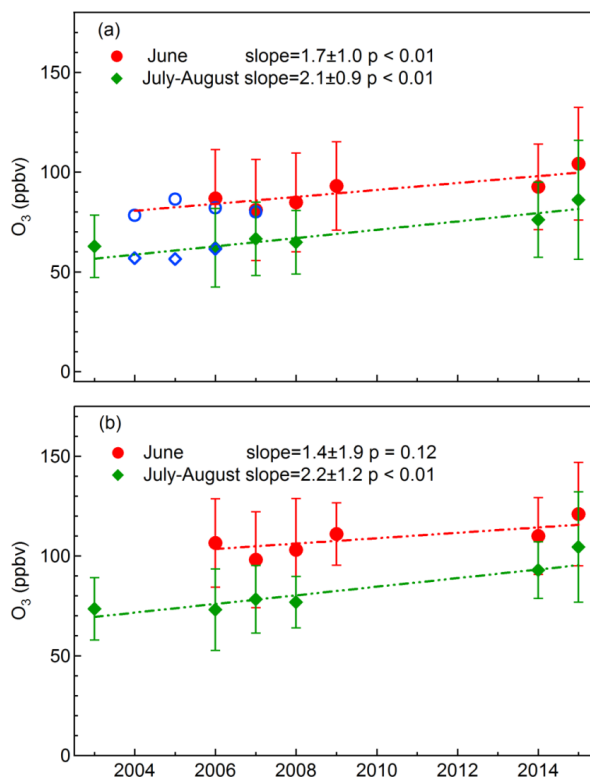 (a)
June slope=1.7±1.0 p < 0.01
July-August slope=2.1±0.9 p < 0.01
150
100
50
0
O3 (ppbv)
(b)
June slope=1.4±1.9 p = 0.12
July-August slope=2.2±1.2 p < 0.01
150
100
50
0
O3 (ppbv)
2004 2006 2008 2010 2012 2014